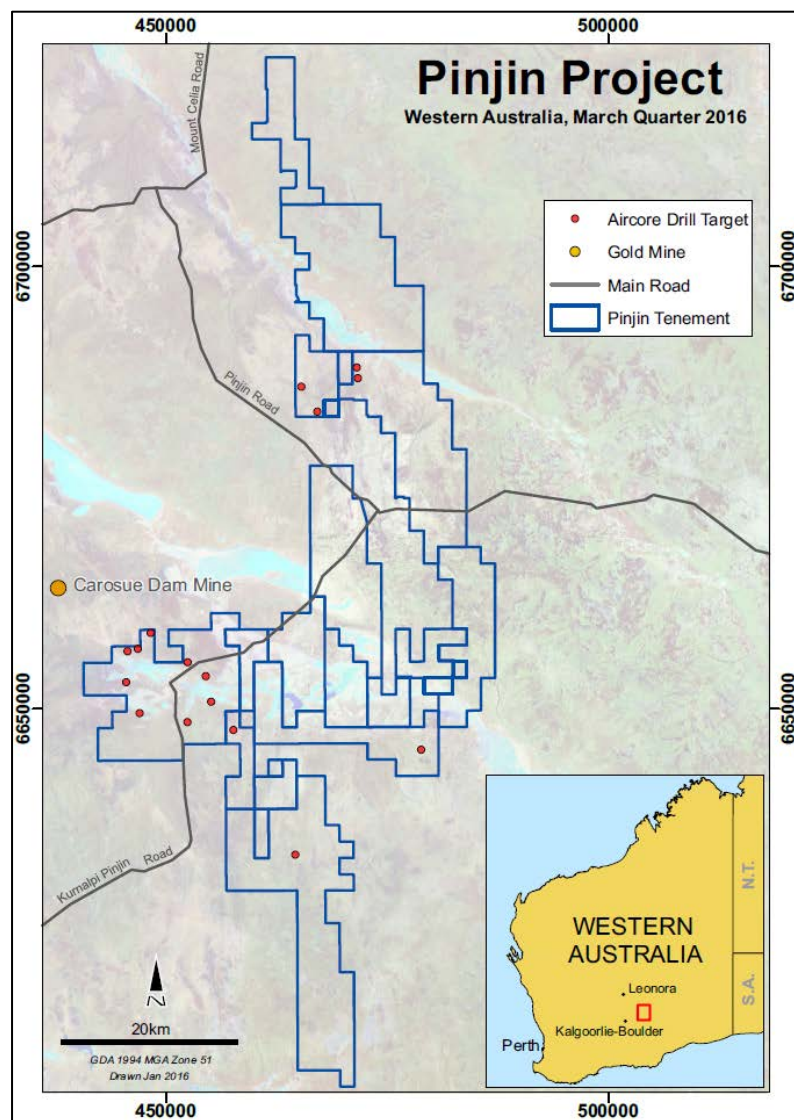 450000
500000
Pinjin Project
Western Australia, March Quarter 2016
Mount Celia Road
Aircore Drill Target
Gold Mine
Main Road
Pinjin Tenement
6700000
6700000
Pinjin Road
Carosue Dam Mine
6650000
6650000
Kurnalpi Pinjin Road
N
20km
GDA 1994 MGA Zone 51
Drawn Jan 2016
WESTERN
AUSTRALIA
N.T.
S.A.
Leonora
Kalgoorlie-Boulder
Perth
450000
500000